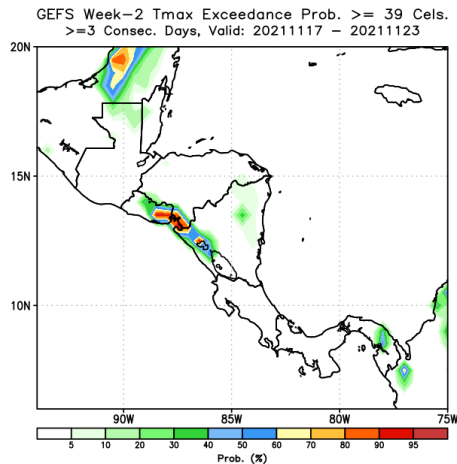 GEFS Week-2 Tmax Exceedance Prob. >= 39 Cels.
>=3 Consec. Days, Valid: 20211117 - 20211123
20N
15N
10N
90W 85W 80W 75W
5 10 20 30 40 50 60 70 80 90 95
Prob. (%)